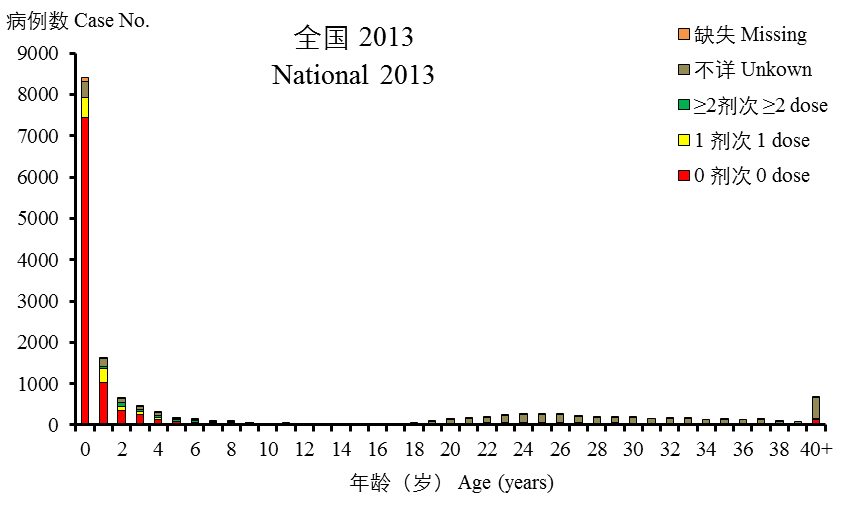 病例数 Case No.
全国 2013
National 2013
缺失 Missing
不详 Unkown
≥2剂次 ≥2 dose
1 剂次 1 dose
0 剂次 0 dose
9000
8000
7000
6000
5000
4000
3000
2000
1000
0
0 2 4 6 8 10 12 14 16 18 20 22 24 26 28 30 32 34 36 38 40+
年龄（岁）Age (years)